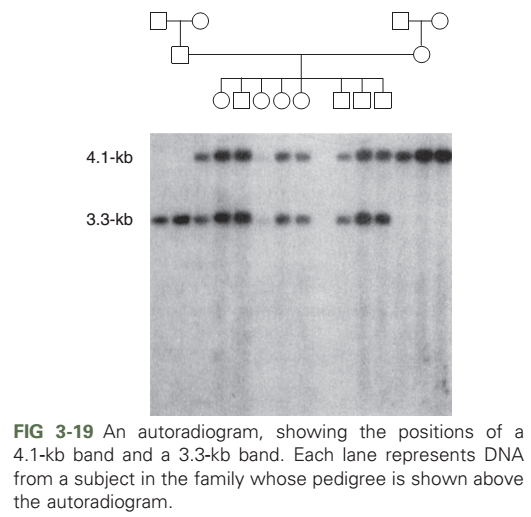 4.1-kb
3.3-kb
FIG 3-19 An autoradiogram, showing the positions of a
4.1-kb band and a 3.3-kb band. Each lane represents DNA
from a subject in the family whose pedigree is shown above
the autoradiogram.